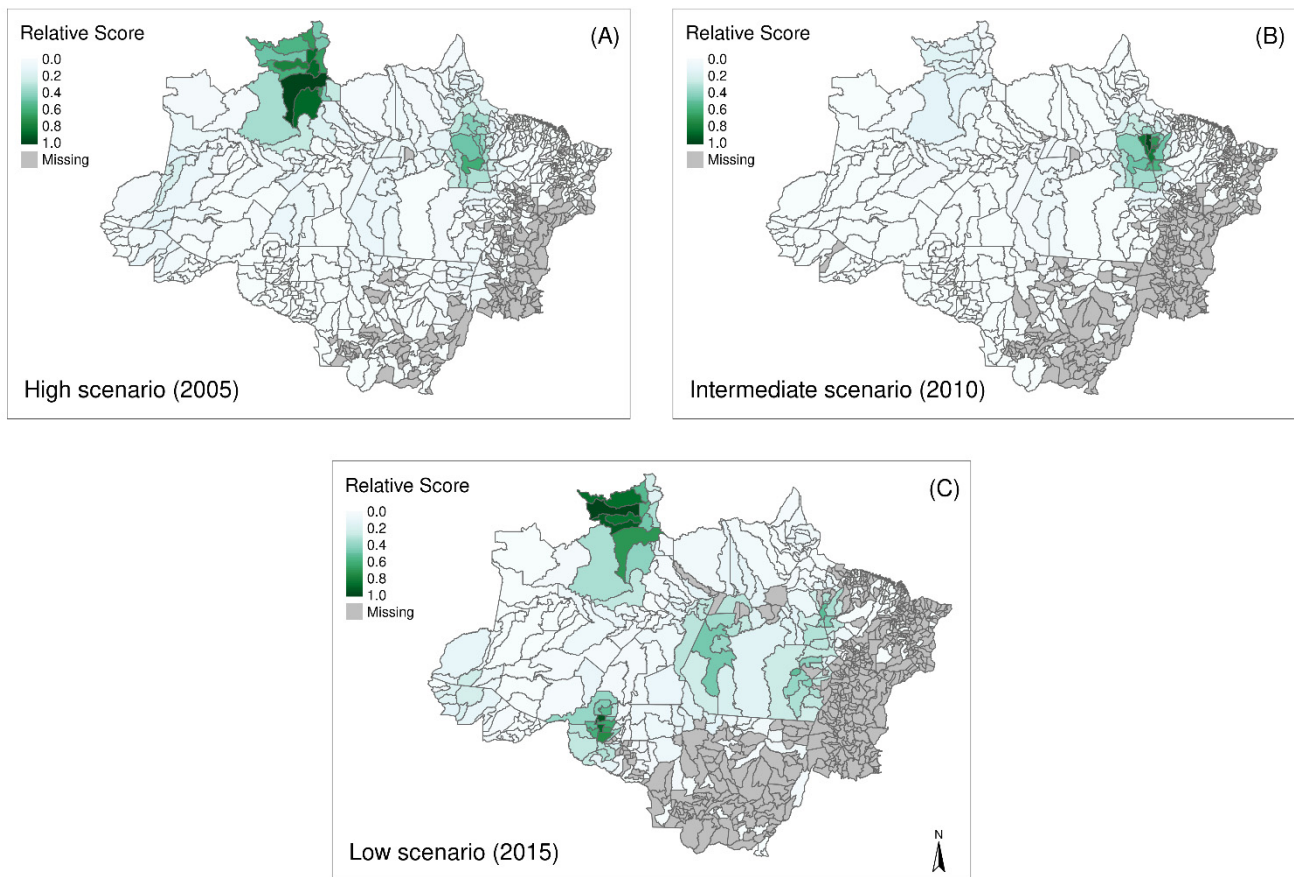 Relative Score
0.0
0.2
0.4
0.6
0.8
1.0
Missing
(A)
High scenario (2005)
Relative Score
0.0
0.2
0.4
0.6
0.8
1.0
Missing
(B)
Intermediate scenario (2010)
Relative Score
0.0
0.2
0.4
0.6
0.8
1.0
Missing
(C)
Low scenario (2015)
N